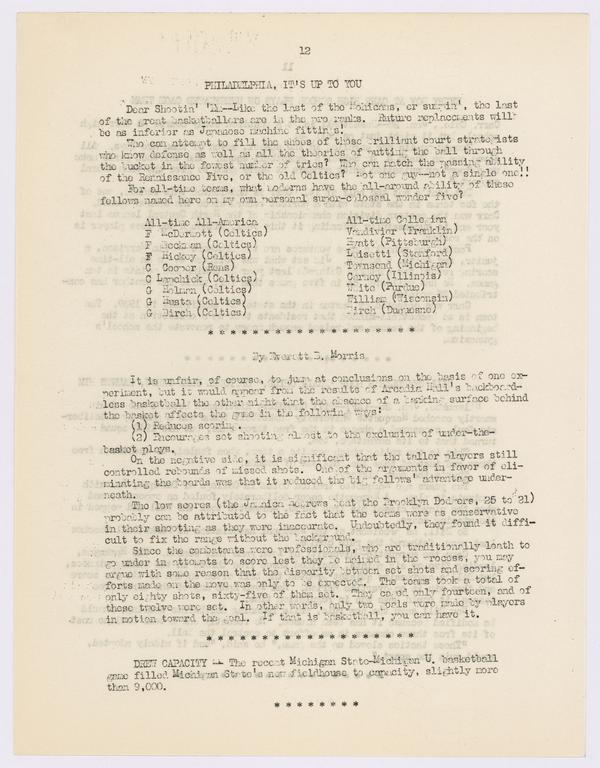 12
PHILADELPHIA, IT'S UP TO YOU
Dear Shootin' 'Em--Like the last of the Mohicans, or sumpin', the last
of the great basketballers are in the pro ranks. Future replacements will
be as inferior as Japanese machine fittings!
Who can attempt to fill the shoes of those brilliant court strategists
who know defense as well as all the theories of putting the ball through
the bucket in the fewest number of tries? Who can match the passing ability
of the Renaissance Five, or the old Celtics? Not one guy--not a single one!!
For all-time teams, what moderns have the all-around ability of these
fellows named here on my own personal super-colossal wonder five?
All-time All-America
F McDermott (Celtics)
F Beckman (Celtics)
F Hickey (Celtics)
C Cooper (Rens)
C Lapchick (Celtics)
G Holman (Celtics)
G Husta (Celtics)
G Birch (Celtics)
All-time Collegian
Vandivier (Franklin)
Hyatt (Pittsburgh)
Luisetti (Stanford)
Townsend (Michigan)
Carney (Illinois)
White (Purdue)
William (Wisconsin)
Birch (Duquesne)
* * * * * * * * * * * * * * * * * * *
By Everett B. Morris
It is unfair, of course, to jump at conclusions on the basis of one ex-
periment, but it would appear from the results of Arcadia Hall's backboard-
less basketball the other night that the absence of a banking surface behind
the basket affects the game in the following ways:
(1) Reduces scoring.
(2) Encourages set shooting almost to the exclusion of under-the-
basket plays.
On the negative side, it is significant that the taller players still
controlled rebounds of missed shots. One of the arguments in favor of eli-
minating the boards was that it reduced the big fellows' advantage under-
neath.
The low scores (the Jamaica Hebrews beat the Brooklyn Dodgers, 25 to 21)
probably can be attributed to the fact that the teams were as conservative
in their shooting as they were inaccurate. Undoubtedly, they found it diffi-
cult to fix the range without the background.
Since the combatants were professionals, who are traditionally loath to
go under in attempts to score lest they be maimed in the process, you may
argue with some reason that the disparity between set shots and scoring ef-
forts made on the move was only to be expected. The teams took a total of
only eighty shots, sixty-five of them set. They caged only fourteen, and of
these twelve were set. In other words, only two goals were made by players
in motion toward the goal. If that is basketball, you can have it.
* * * * * * * * * * * * * * * * * * *
DREW CAPACITY -- The recent Michigan State-Michigan U. basketball
game filled Michigan State's new fieldhouse to capacity, slightly more
than 9,000.
* * * * * * * *